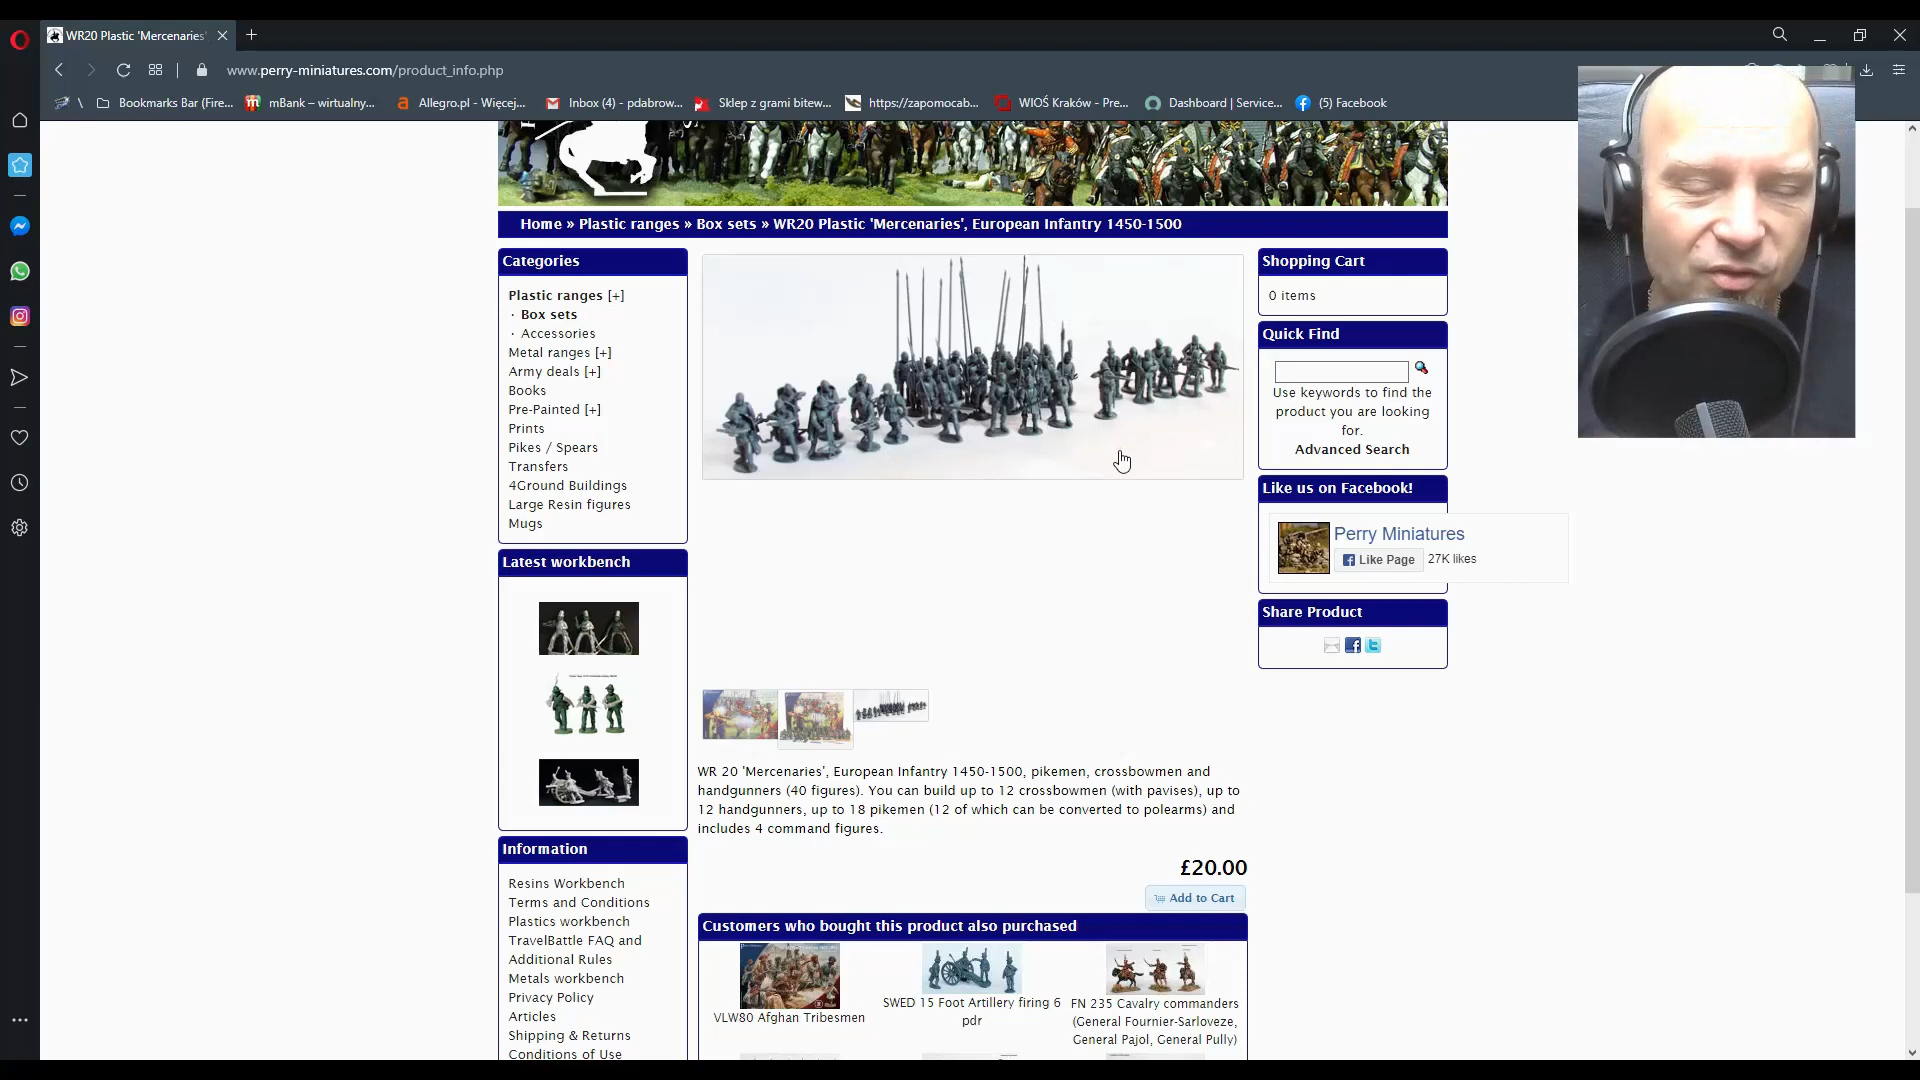 WR20 Plastic 'Mercenaries'
www.perry-miniatures.com/product_info.php
Bookmarks Bar (Fire...
mBank – wirtualny...
Allegro.pl - Więcej...
Inbox (4) - pdabrow...
Sklep z grami bitew...
https://zapomocab...
WIOŚ Kraków - Pre...
Dashboard | Service...
(5) Facebook
Home » Plastic ranges » Box sets » WR20 Plastic 'Mercenaries', European Infantry 1450-1500
Categories
Plastic ranges [+]
· Box sets
· Accessories
Metal ranges [+]
Army deals [+]
Books
Pre-Painted [+]
Prints
Pikes / Spears
Transfers
4Ground Buildings
Large Resin figures
Mugs
Latest workbench
Information
Resins Workbench
Terms and Conditions
Plastics workbench
TravelBattle FAQ and
Additional Rules
Metals workbench
Privacy Policy
Articles
Shipping & Returns
Conditions of Use
WR 20 'Mercenaries', European Infantry 1450-1500, pikemen, crossbowmen and
handgunners (40 figures). You can build up to 12 crossbowmen (with pavises), up to
12 handgunners, up to 18 pikemen (12 of which can be converted to polearms) and
includes 4 command figures.
£20.00
Add to Cart
Customers who bought this product also purchased
VLW80 Afghan Tribesmen
SWED 15 Foot Artillery firing 6
pdr
FN 235 Cavalry commanders
(General Fournier-Sarloveze,
General Pajol, General Pully)
Shopping Cart
0 items
Quick Find
Use keywords to find the
product you are looking
for.
Advanced Search
Like us on Facebook!
Perry Miniatures
Like Page
27K likes
Share Product